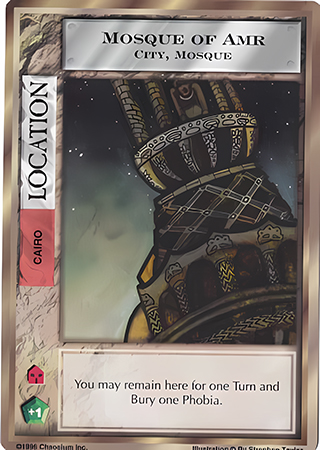 MOSQUE OF AMR
CITY, MOSQUE
LOCATION
CAIRO
You may remain here for one Turn and
Bury one Phobia.
+1
©1996 Chaosium Inc.
Illustration © By Stephen Taylor